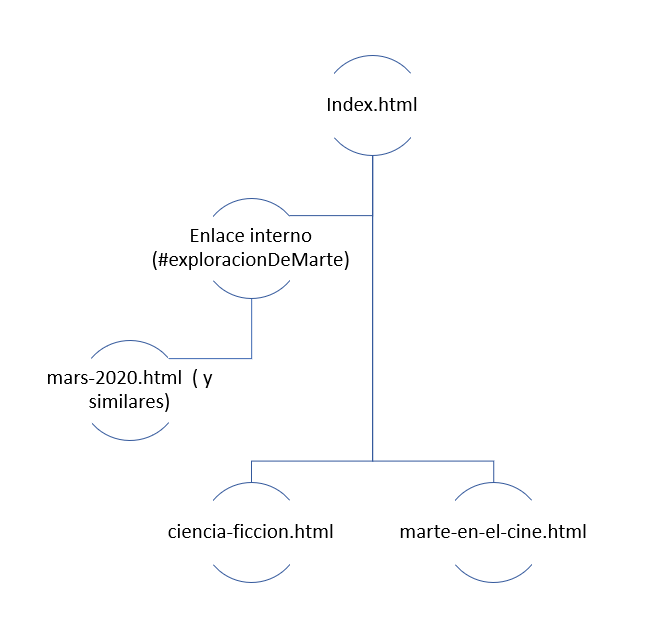 Index.html
Enlace interno
(#exploracionDeMarte)
mars-2020.html ( y
similares)
ciencia-ficcion.html
marte-en-el-cine.html